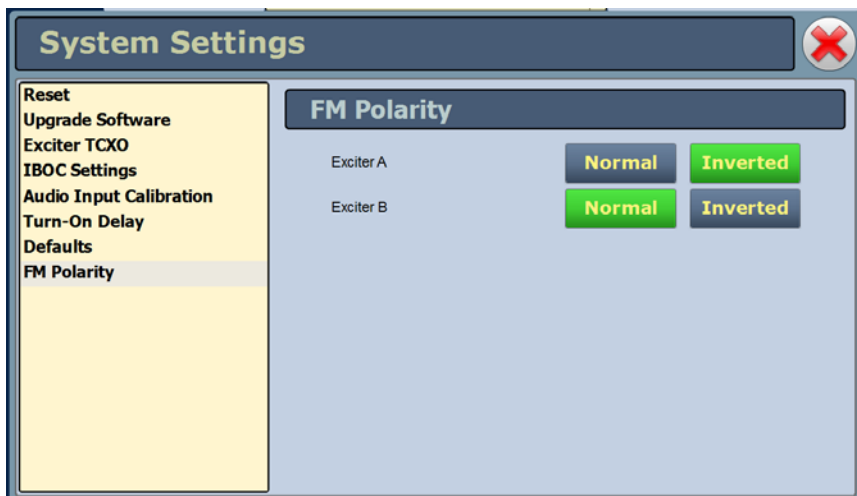 System Settings
Reset
Upgrade Software
Exciter TCXO
IBOC Settings
Audio Input Calibration
Turn-On Delay
Defaults
FM Polarity
FM Polarity
Exciter A Normal Inverted
Exciter B Normal Inverted